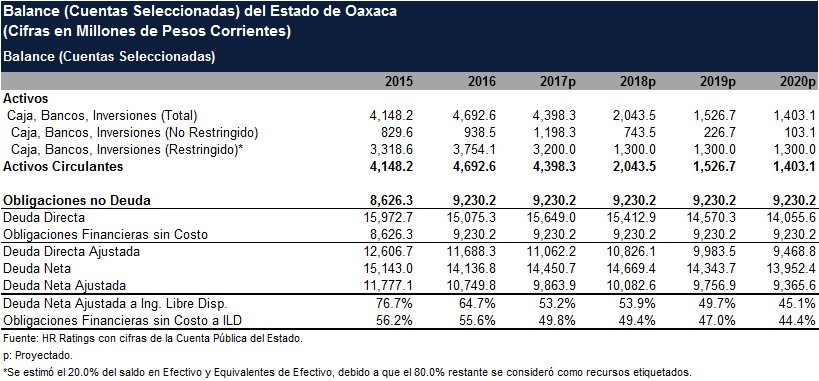 Balance (Cuentas Seleccionadas) del Estado de Oaxaca
(Cifras en Millones de Pesos Corrientes)
Balance (Cuentas Seleccionadas)
2015 2016 2017p 2018p 2019p 2020p
Activos
Caja, Bancos, Inversiones (Total) 4,148.2 4,692.6 4,398.3 2,043.5 1,526.7 1,403.1
Caja, Bancos, Inversiones (No Restringido) 829.6 938.5 1,198.3 743.5 226.7 103.1
Caja, Bancos, Inversiones (Restringido)* 3,318.6 3,754.1 3,200.0 1,300.0 1,300.0 1,300.0
Activos Circulantes 4,148.2 4,692.6 4,398.3 2,043.5 1,526.7 1,403.1
Obligaciones no Deuda 8,626.3 9,230.2 9,230.2 9,230.2 9,230.2 9,230.2
Deuda Directa 15,972.7 15,075.3 15,649.0 15,412.9 14,570.3 14,055.6
Obligaciones Financieras sin Costo 8,626.3 9,230.2 9,230.2 9,230.2 9,230.2 9,230.2
Deuda Directa Ajustada 12,606.7 11,688.3 11,062.2 10,826.1 9,983.5 9,468.8
Deuda Neta 15,143.0 14,136.8 14,450.7 14,669.4 14,343.7 13,952.4
Deuda Neta Ajustada 11,777.1 10,749.8 9,863.9 10,082.6 9,756.9 9,365.6
Deuda Neta Ajustada a Ing. Libre Disp. 76.7% 64.7% 53.2% 53.9% 49.7% 45.1%
Obligaciones Financieras sin Costo a ILD 56.2% 55.6% 49.8% 49.4% 47.0% 44.4%
Fuente: HR Ratings con cifras de la Cuenta Pública del Estado.
p: Proyectado.
*Se estimó el 20.0% del saldo en Efectivo y Equivalentes de Efectivo, debido a que el 80.0% restante se consideró como recursos etiquetados.